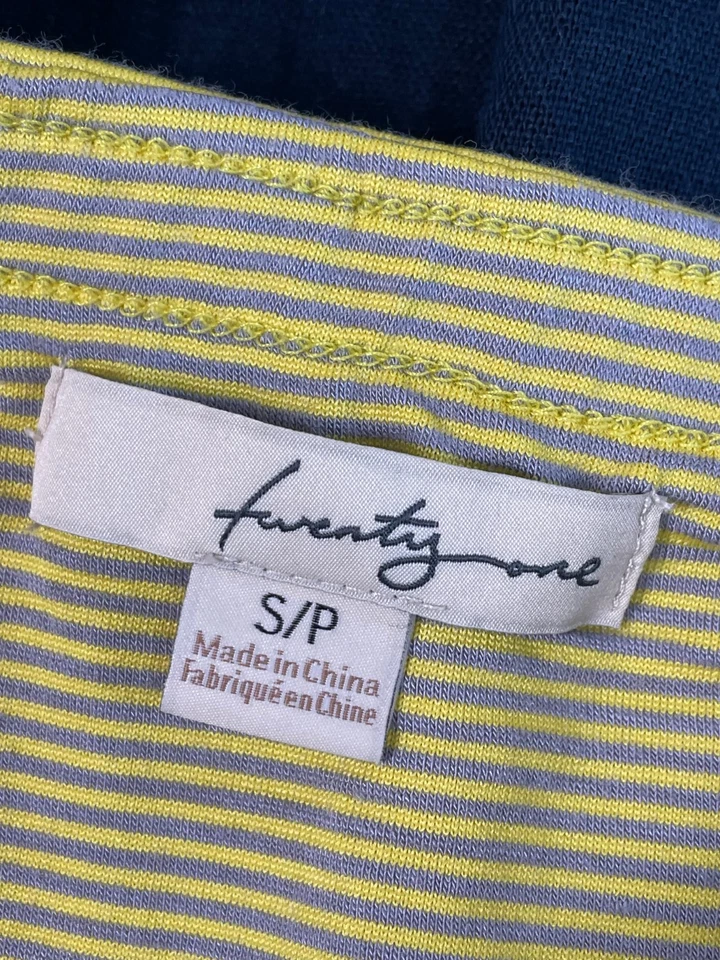 twenty one
S/P
Made in China
Fabriqué en Chine